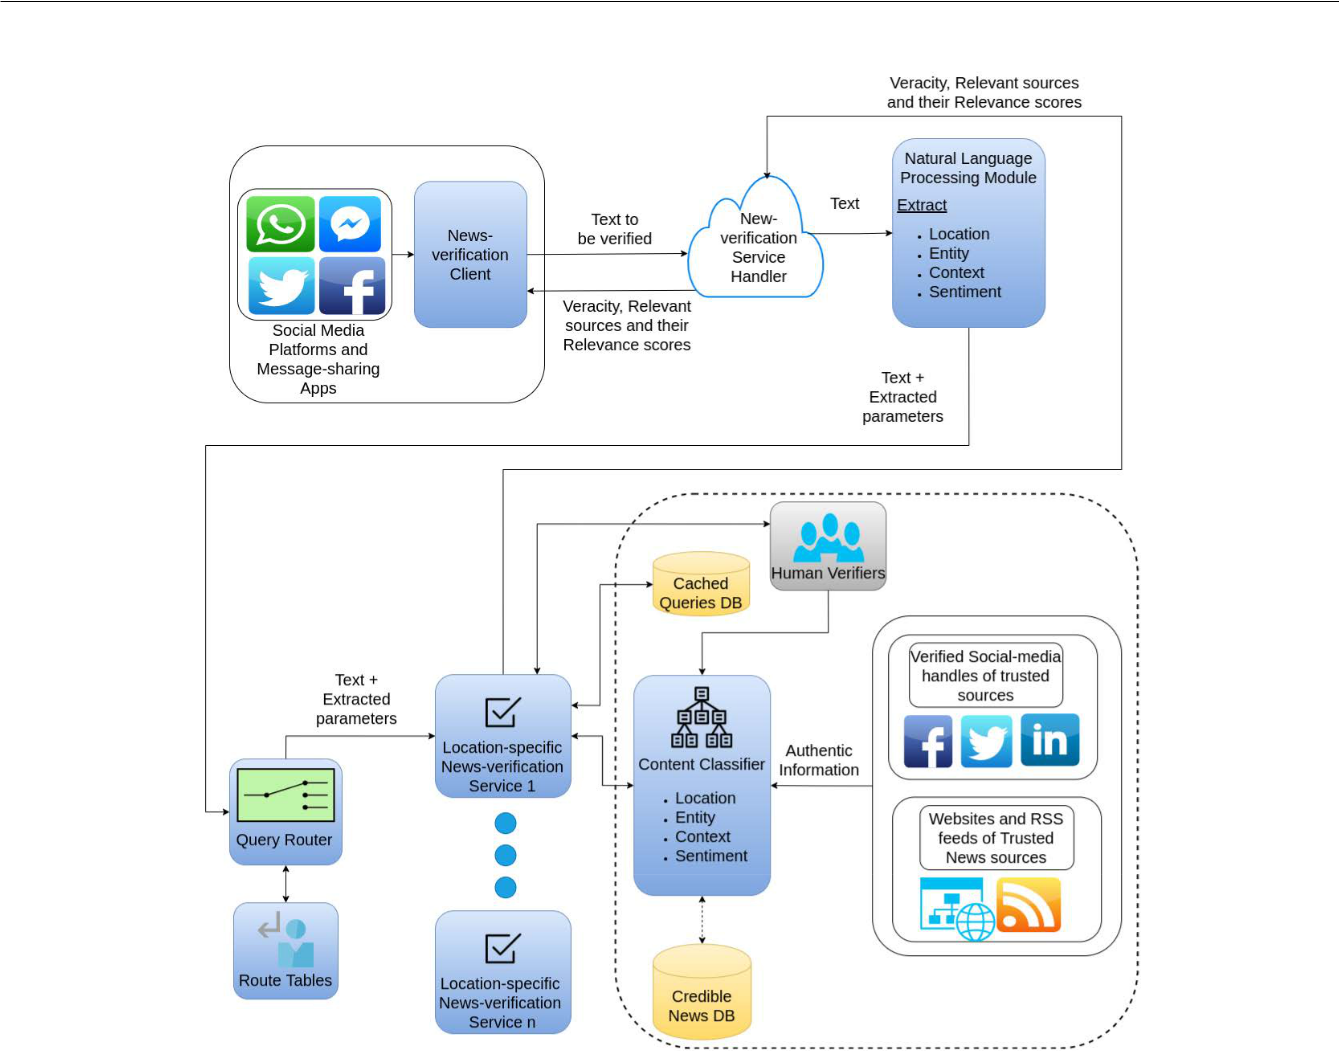 Veracity, Relevant sources
and their Relevance scores
Natural Language
Processing Module
Extract
• Location
• Entity
• Context
• Sentiment
News-
verification
Client
Social Media
Platforms and
Message-sharing
Apps
Text to
be verified
Veracity, Relevant
sources and their
Relevance scores
New-
verification
Service
Handler
Text
Text +
Extracted
parameters
Human Verifiers
Cached
Queries DB
Text +
Extracted
parameters
Location-specific
News-verification
Service 1
Content Classifier
• Location
• Entity
• Context
• Sentiment
Authentic
Information
Verified Social-media
handles of trusted
sources
in
Websites and RSS
feeds of Trusted
News sources
Query Router
Route Tables
Location-specific
News-verification
Service n
Credible
News DB